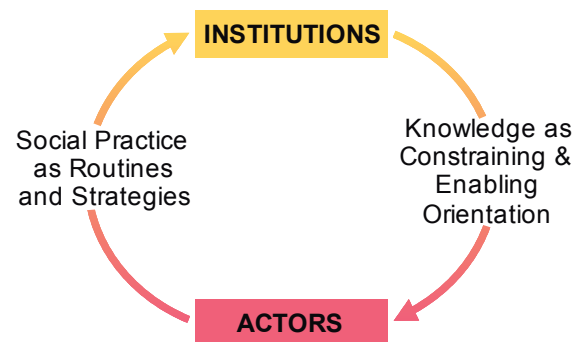 INSTITUTIONS
Social Practice
as Routines
and Strategies
Knowledge as
Constraining &
Enabling
Orientation
ACTORS